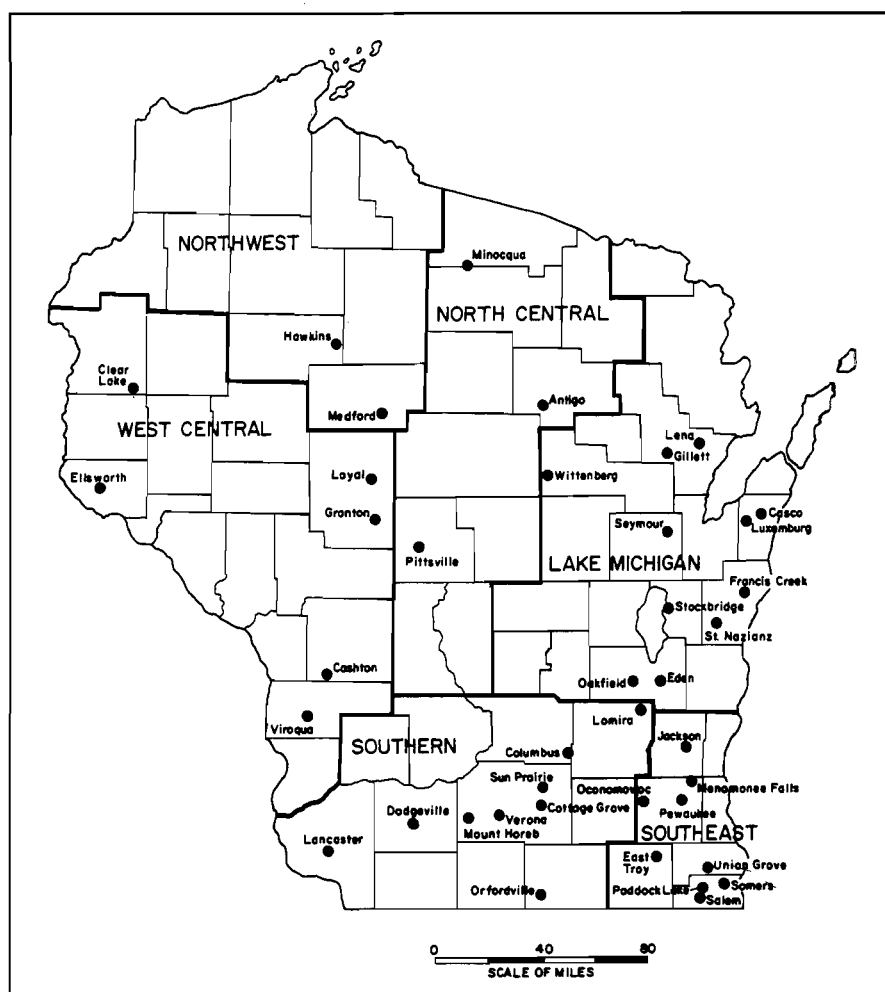 NORTHWEST
Minocqua
NORTH CENTRAL
Hawkins
Clear
Lake
Medford
Antigo
WEST CENTRAL
Lena
Gillett
Ellsworth
Loyal
Wittenberg
Granton
Casco
Luxemburg
Seymour
Pittsville
LAKE MICHIGAN
Francis Creek
Stockbridge
St. Nazianz
Cashton
Oakfield
Eden
Viroqua
Lomira
SOUTHERN
Jackson
Columbus
Sun Prairie
Oconomowoc
Menomonee Falls
Cottage Grove
Pewaukee
Dodgeville
Verona
Mount Horeb
SOUTHEAST
Lancaster
East
Troy
Union Grove
Orfordville
Paddock Lake
Somers
Salem
0 40 80
SCALE OF MILES